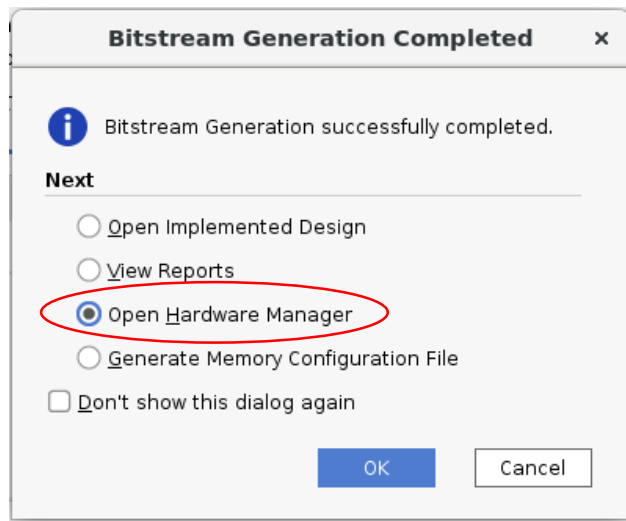 Bitstream Generation Completed ×
Bitstream Generation successfully completed.
Next
Open Implemented Design
View Reports
Open Hardware Manager
Generate Memory Configuration File
Don't show this dialog again
OK Cancel